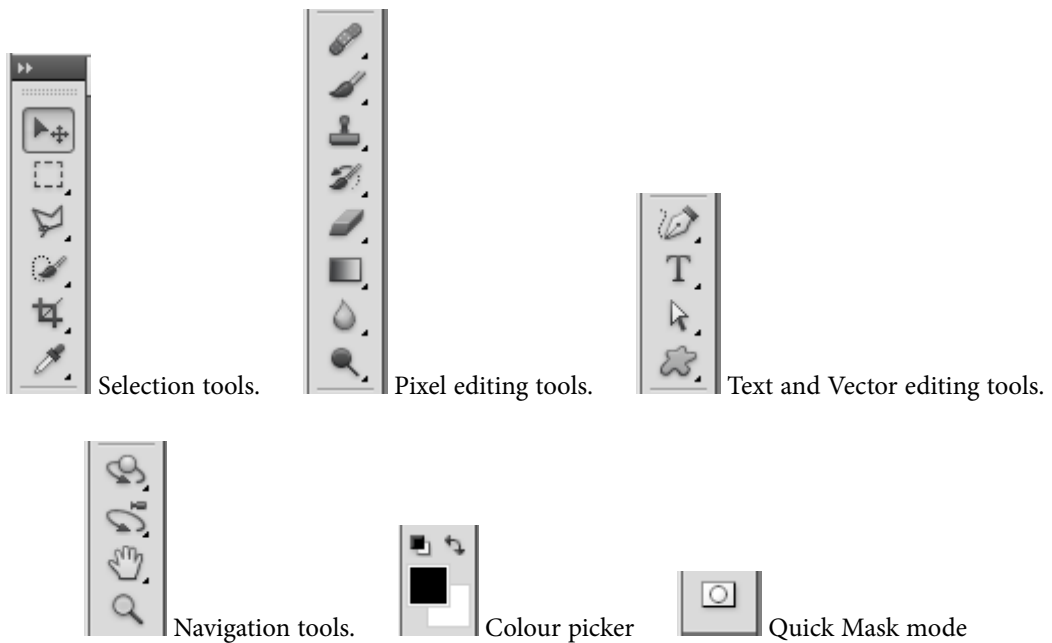 Selection tools.
Pixel editing tools.
Text and Vector editing tools.
Navigation tools.
Colour picker
Quick Mask mode